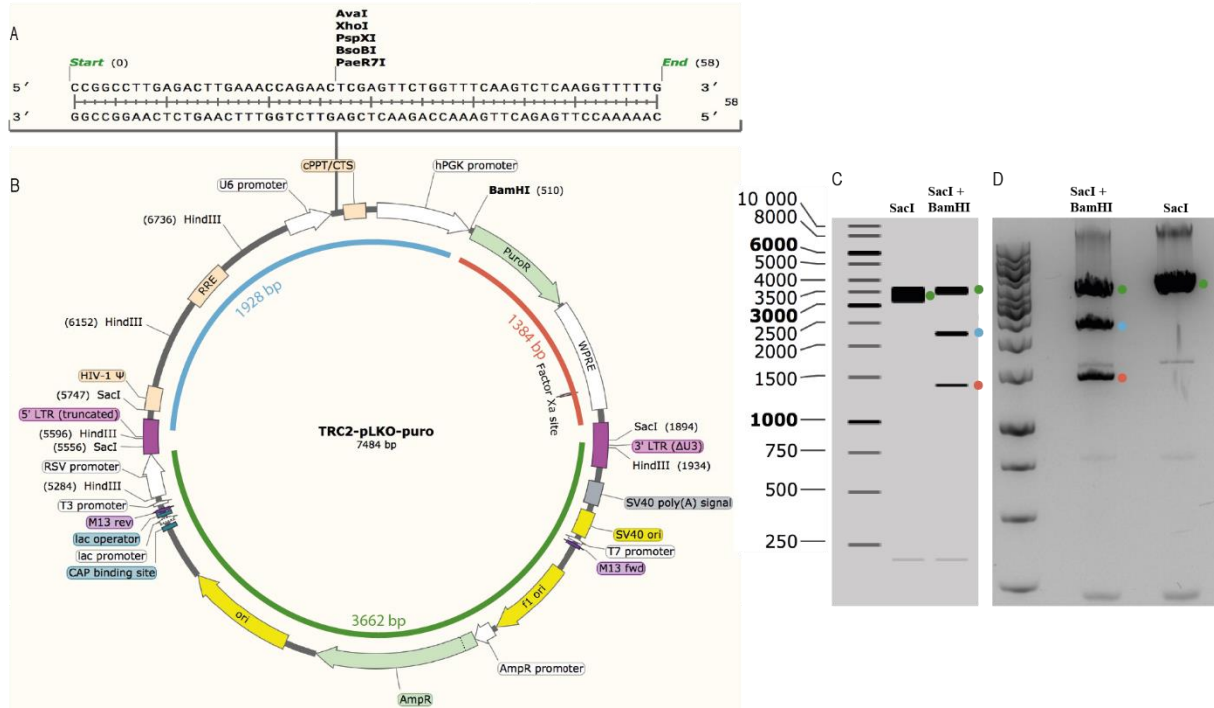 A
AvaI
XhoI
PspXI
BsoBI
PaeR7I
Start (0)
End (58)
5′ CCGGCCTTGAGACTTGAAACCAGAACTCGAGTTCTGGTTTCAAGTCTCAAGGTTTTTG 3′
58
3′ GGCCGGAACTCTGAACTTTGGTCTTGAGCTCAAGACCAAAGTTCAGAGTTCCAAAAAC 5′
B
cPPT/CTS
hPGK promoter
U6 promoter
BamHI (510)
(6736) HindIII
PuroR
RRE
1928 bp
1384 bp
WPRE
(6152) HindIII
Factor Xa site
HIV-1 Ψ
(5747) SacI
5' LTR (truncated)
(5596) HindIII
(5556) SacI
RSV promoter
(5284) HindIII
T3 promoter
M13 rev
lac operator
lac promoter
CAP binding site
TRC2-pLKO-puro
7484 bp
SacI (1894)
3' LTR (ΔU3)
HindIII (1934)
SV40 poly(A) signal
SV40 ori
T7 promoter
M13 fwd
f1 ori
ori
3662 bp
AmpR promoter
AmpR
C
SacI
SacI +
BamHI
10 000
8000
6000
5000
4000
3500
3000
2500
2000
1500
1000
750
500
250
D
SacI +
BamHI
SacI